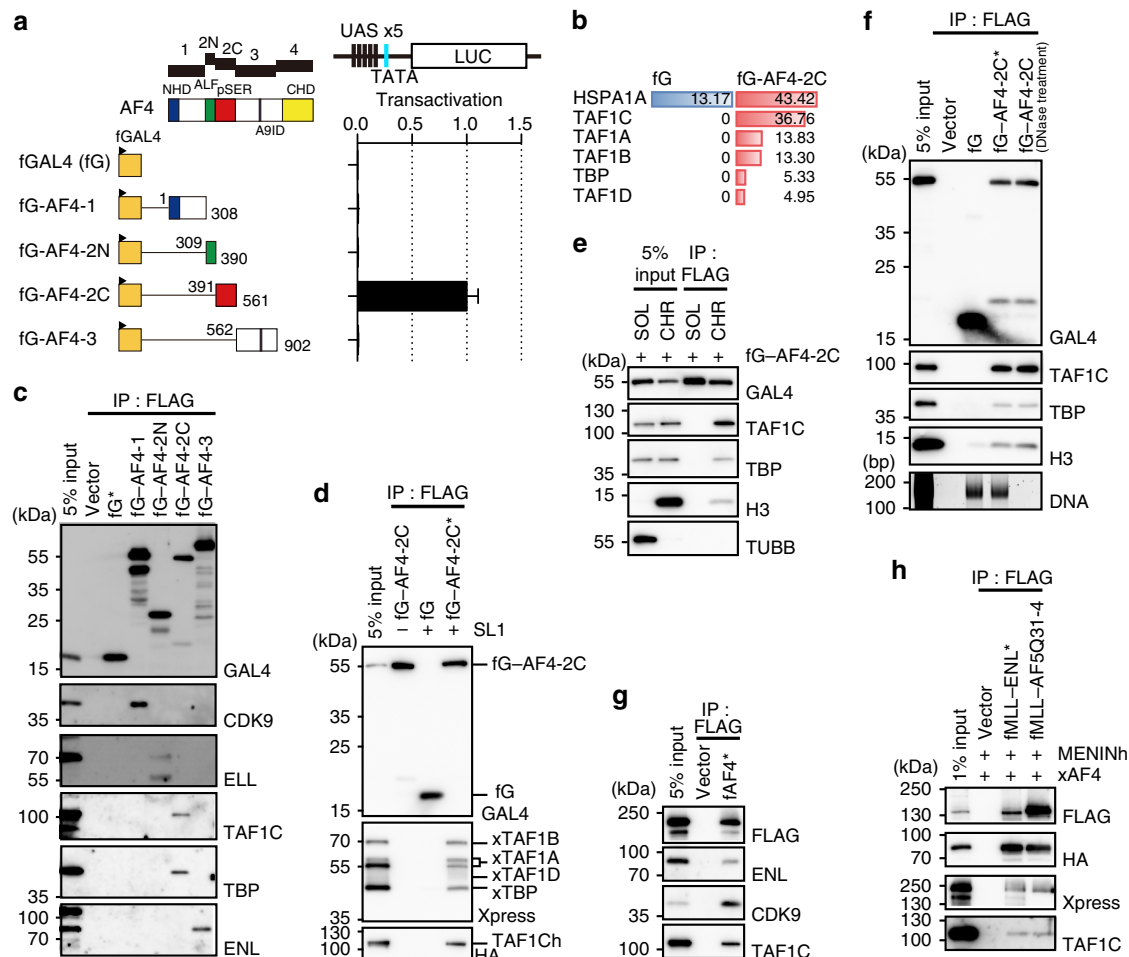 a
UAS x5
LUC
TATA
1 2N 2C 3 4
NHD ALF pSER CHD
AF4
A9ID
fGAL4
Transactivation
0.0 0.5 1.0 1.5
fGAL4 (fG)
fG-AF4-1 1 308
fG-AF4-2N 309 390
fG-AF4-2C 391 561
fG-AF4-3 562 902
b
fG fG-AF4-2C
HSPA1A 13.17 43.42
TAF1C 0 36.76
TAF1A 0 13.83
TAF1B 0 13.30
TBP 0 5.33
TAF1D 0 4.95
c
IP : FLAG
5% input
Vector
fG*
fG–AF4-1
fG–AF4-2N
fG–AF4-2C
fG–AF4-3
(kDa)
55
35
25
15
GAL4
35
CDK9
70
55
ELL
100
TAF1C
35
TBP
100
70
ENL
d
IP : FLAG
5% input
– fG–AF4-2C
+ fG
+ fG–AF4-2C*
SL1
(kDa)
55
fG–AF4-2C
35
25
15
fG
GAL4
70
xTAF1B
xTAF1A
55
xTAF1D
xTBP
35
Xpress
130
100
TAF1Ch
HA
e
5% input
IP : FLAG
SOL
CHR
SOL
CHR
(kDa)
+ + + + fG–AF4-2C
55
GAL4
130
100
TAF1C
35
TBP
15
H3
55
TUBB
f
IP : FLAG
5% input
Vector
fG
fG–AF4-2C*
fG–AF4-2C
(DNase treatment)
(kDa)
55
35
25
15
GAL4
100
TAF1C
35
TBP
15
H3
(bp)
200
100
DNA
g
IP : FLAG
5% input
Vector
fAF4*
(kDa)
250
FLAG
100
70
ENL
35
CDK9
100
TAF1C
h
IP : FLAG
1% input
Vector
fMLL–ENL*
fMLL–AF5Q31-4
+ + + MENINh
(kDa)
+ + + xAF4
250
130
FLAG
100
70
HA
250
130
Xpress
130
100
TAF1C